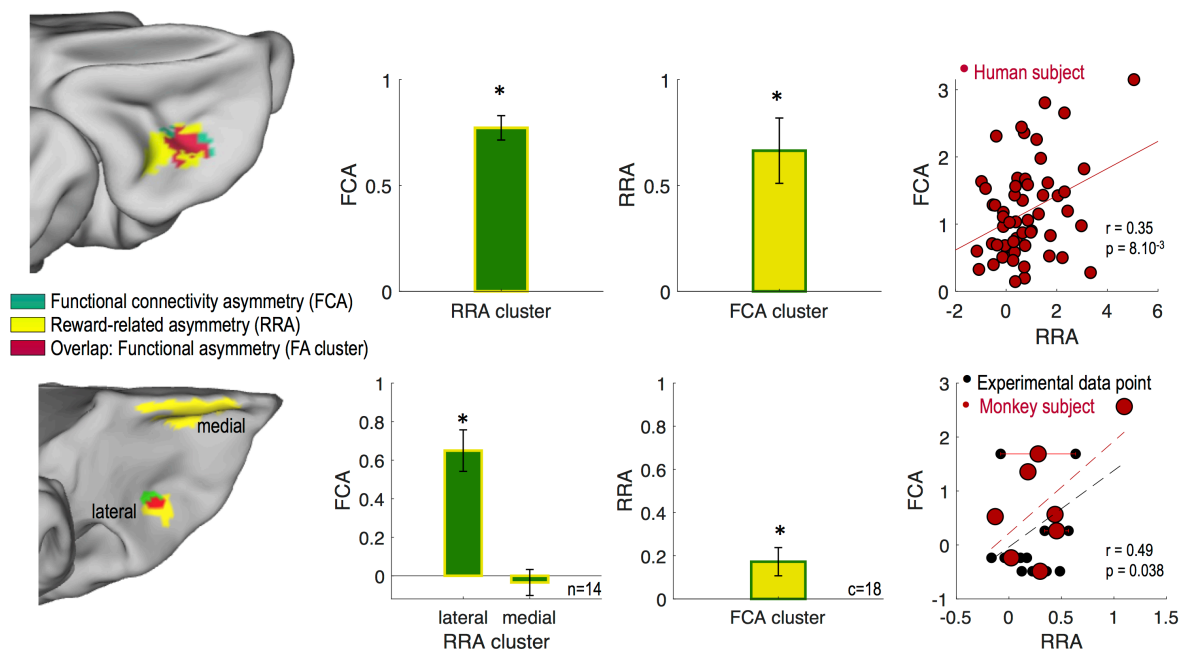 FCA
1
0.5
0
*
RRA cluster
RRA
1
0.5
0
*
FCA cluster
• Human subject
FCA
3
2
1
0
r = 0.35
p = 8.10-3
-2 0 2 4 6
RRA
Functional connectivity asymmetry (FCA)
Reward-related asymmetry (RRA)
Overlap: Functional asymmetry (FA cluster)
medial
lateral
FCA
1
0.8
0.6
0.4
0.2
0
*
n=14
lateral medial
RRA cluster
RRA
1
0.8
0.6
0.4
0.2
0
*
c=18
FCA cluster
• Experimental data point
• Monkey subject
FCA
3
2
1
0
-1
r = 0.49
p = 0.038
-0.5 0 0.5 1 1.5
RRA